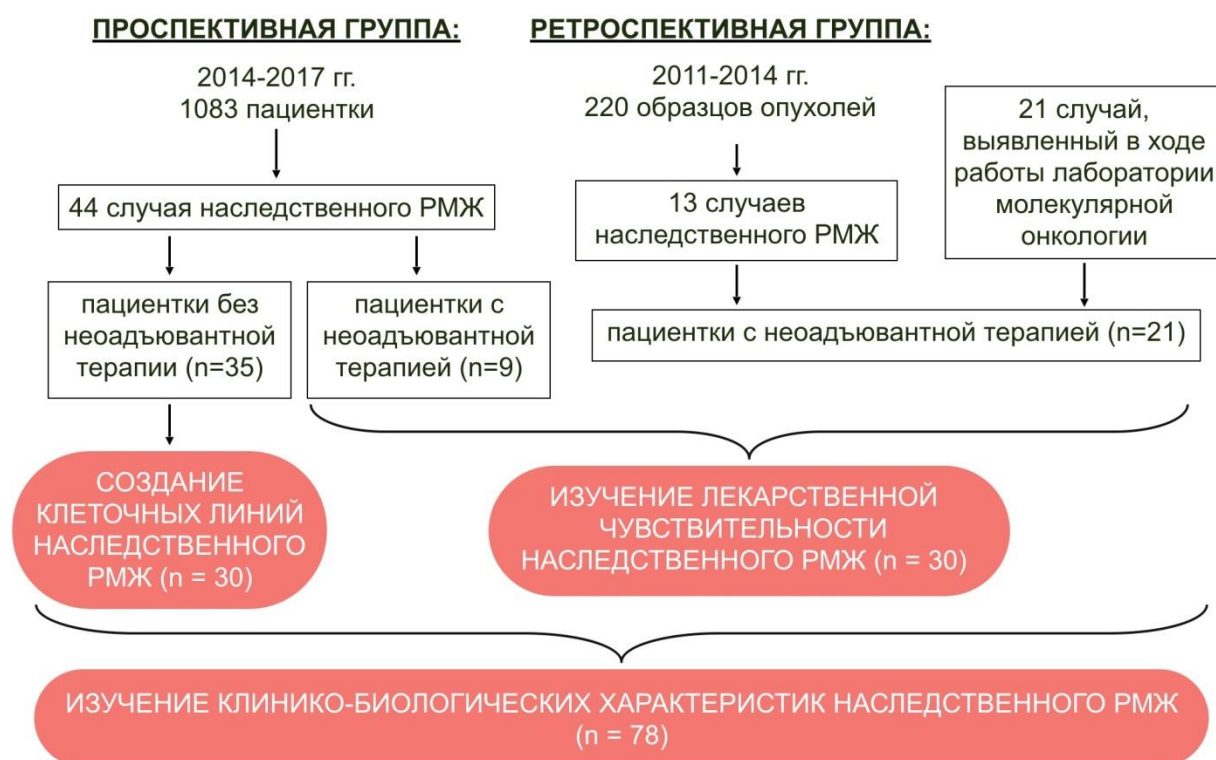 ПРОСПЕКТИВНАЯ ГРУППА:
2014-2017 гг.
1083 пациентки
44 случая наследственного РМЖ
пациентки без
неоадъювантной
терапии (n=35)
пациентки с
неоадъювантной
терапией (n=9)
РЕТРОСПЕКТИВНАЯ ГРУППА:
2011-2014 гг.
220 образцов опухолей
13 случаев
наследственного РМЖ
21 случай,
выявленный в ходе
работы лаборатории
молекулярной
онкологии
пациентки с неоадъювантной терапией (n=21)
СОЗДАНИЕ
КЛЕТОЧНЫХ ЛИНИЙ
НАСЛЕДСТВЕННОГО
РМЖ (n = 30)
ИЗУЧЕНИЕ ЛЕКАРСТВЕННОЙ
ЧУВСТВИТЕЛЬНОСТИ
НАСЛЕДСТВЕННОГО РМЖ (n = 30)
ИЗУЧЕНИЕ КЛИНИКО-БИОЛОГИЧЕСКИХ ХАРАКТЕРИСТИК НАСЛЕДСТВЕННОГО РМЖ
(n = 78)